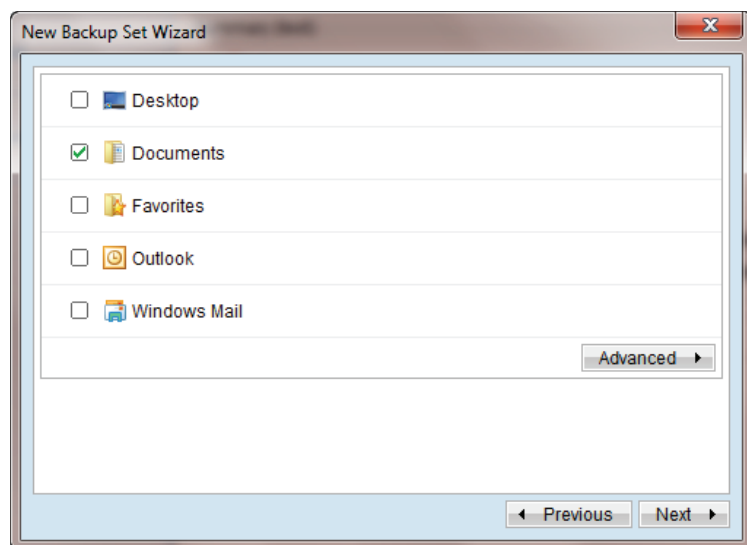 New Backup Set Wizard
Desktop
Documents
Favorites
Outlook
Windows Mail
Advanced
Previous
Next